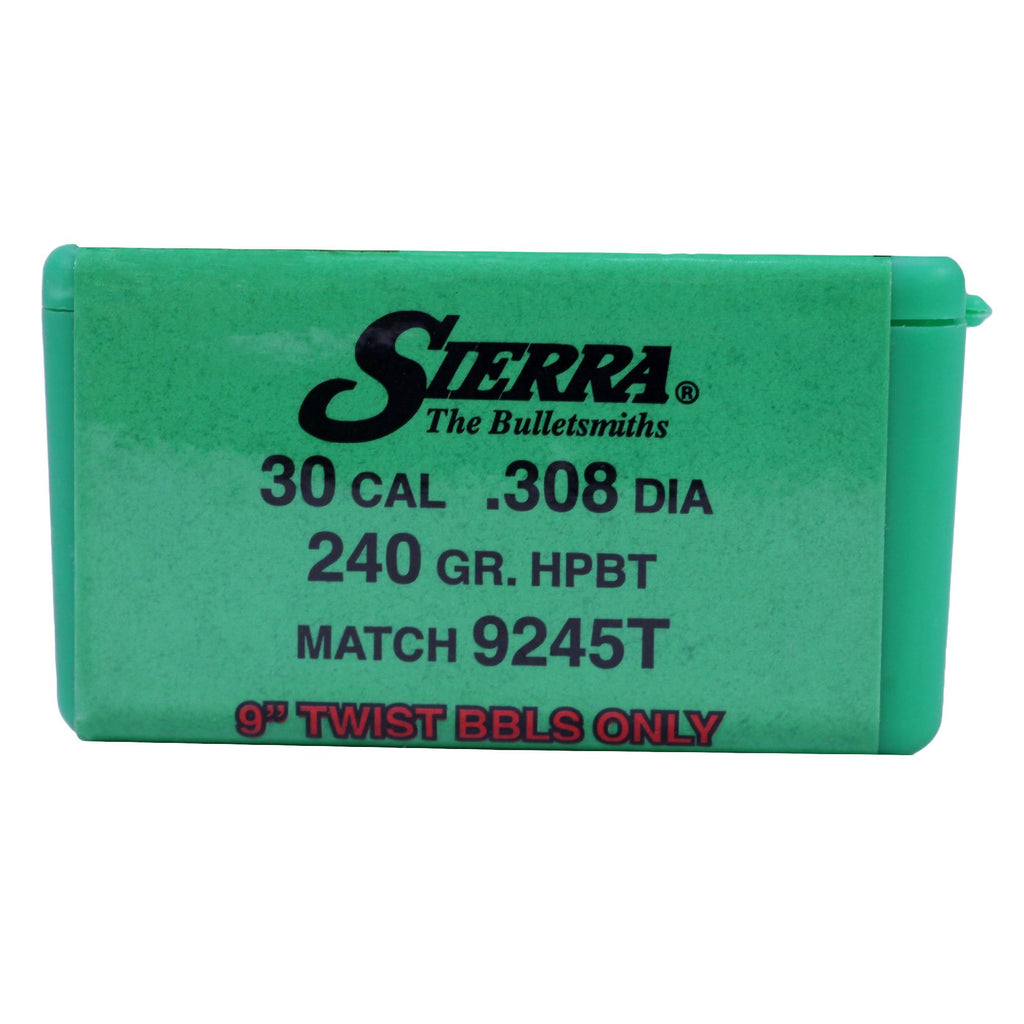 SIERRA®
The Bulletsmiths
30 CAL .308 DIA
240 GR. HPBT
MATCH 9245T
9” TWIST BBLS ONLY